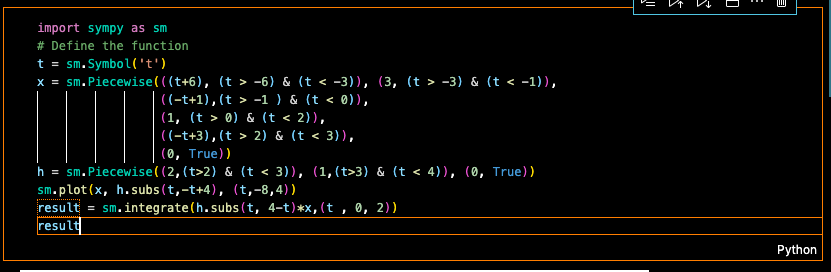 import sympy as sm
# Define the function
t = sm.Symbol('t')
x = sm.Piecewise(((t+6), (t > -6) & (t < -3)), (3, (t > -3) & (t < -1)),
((-t+1),(t > -1 ) & (t < 0)),
(1, (t > 0) & (t < 2)),
((-t+3),(t > 2) & (t < 3)),
(0, True))
h = sm.Piecewise((2,(t>2) & (t < 3)), (1,(t>3) & (t < 4)), (0, True))
sm.plot(x, h.subs(t,-t+4), (t,-8,4))
result = sm.integrate(h.subs(t, 4-t)*x,(t , 0, 2))
result
Python